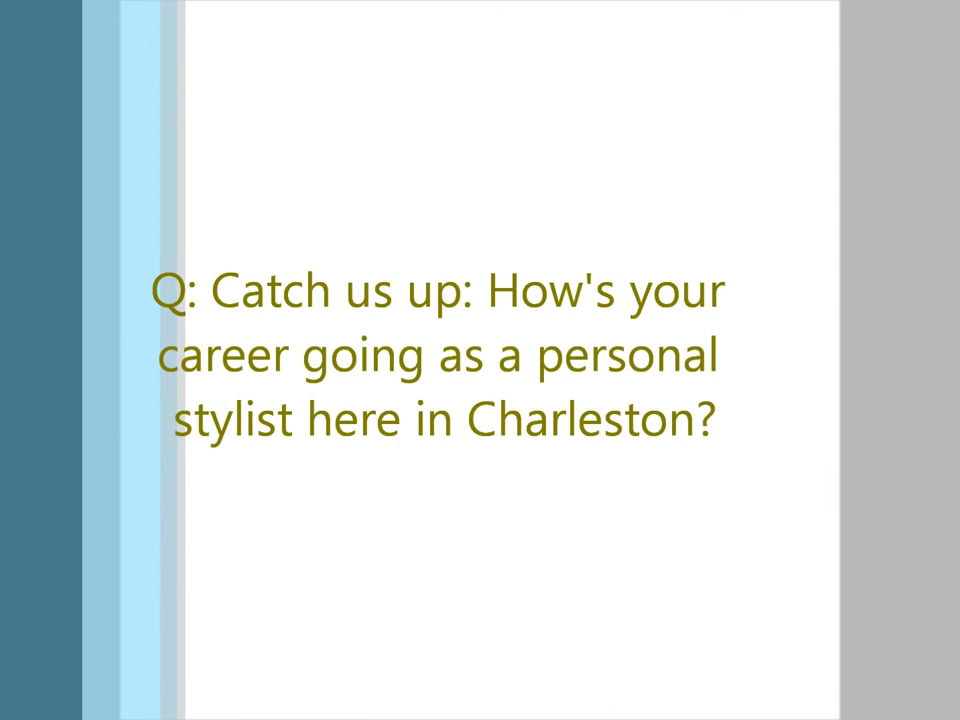 Q: Catch us up: How's your
career going as a personal
stylist here in Charleston?